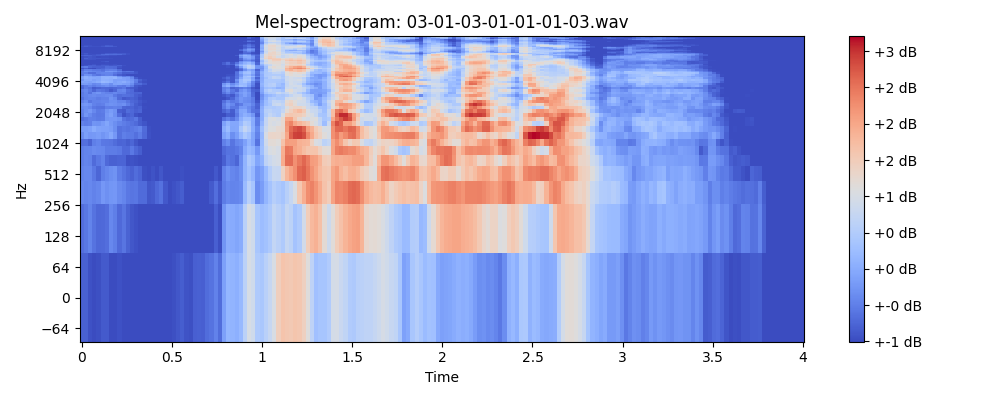 Mel-spectrogram: 03-01-03-01-01-01-03.wav
8192
4096
2048
1024
512
256
128
64
0
−64
Hz
0
0.5
1
1.5
2
2.5
3
3.5
4
Time
+3 dB
+2 dB
+2 dB
+2 dB
+1 dB
+0 dB
+0 dB
+-0 dB
+-1 dB